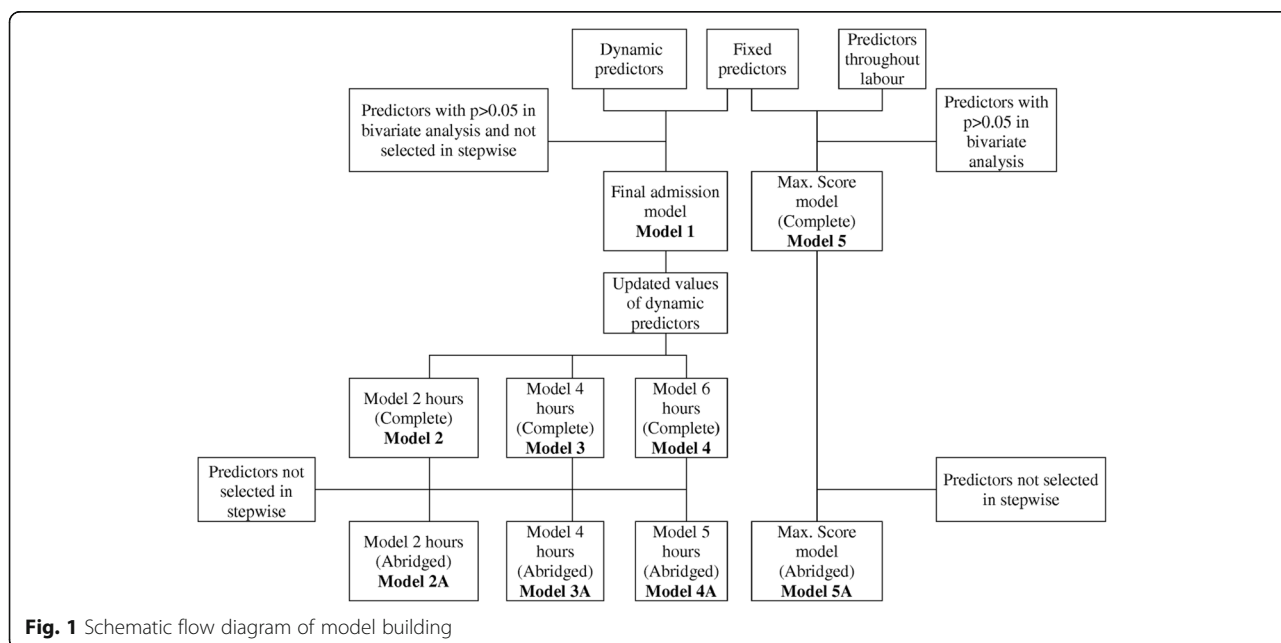 Dynamic
predictors
Fixed
predictors
Predictors
throughout
labour
Predictors with p>0.05 in
bivariate analysis and not
selected in stepwise
Predictors with
p>0.05 in
bivariate
analysis
Final admission
model
Model 1
Max. Score
model
(Complete)
Model 5
Updated values
of dynamic
predictors
Model 2 hours
(Complete)
Model 2
Model 4
hours
(Complete)
Model 3
Model 6
hours
(Complete)
Model 4
Predictors not
selected in
stepwise
Predictors not selected
in stepwise
Model 2 hours
(Abridged)
Model 2A
Model 4
hours
(Abridged)
Model 3A
Model 5
hours
(Abridged)
Model 4A
Max. Score
model
(Abridged)
Model 5A
Fig. 1 Schematic flow diagram of model building